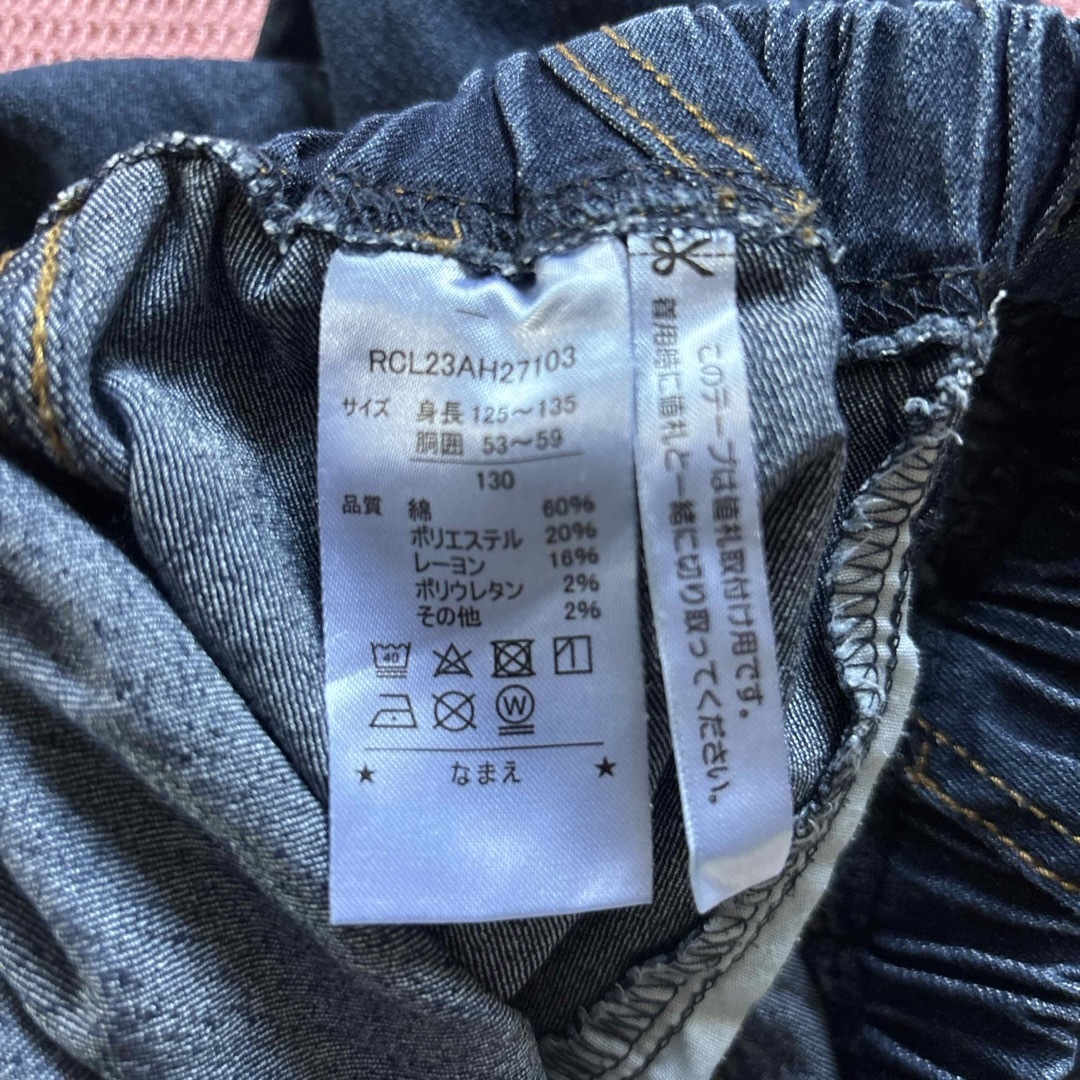 RCL23AH27103
サイズ 身長 125～135
胴囲 53～59
130
品質 綿 60%
ポリエステル 20%
レーヨン 16%
ポリウレタン 2%
その他 2%
40
W
★ なまえ ★
このテープは値札取付け用です。
着用時に値札と一緒に切り取ってください。